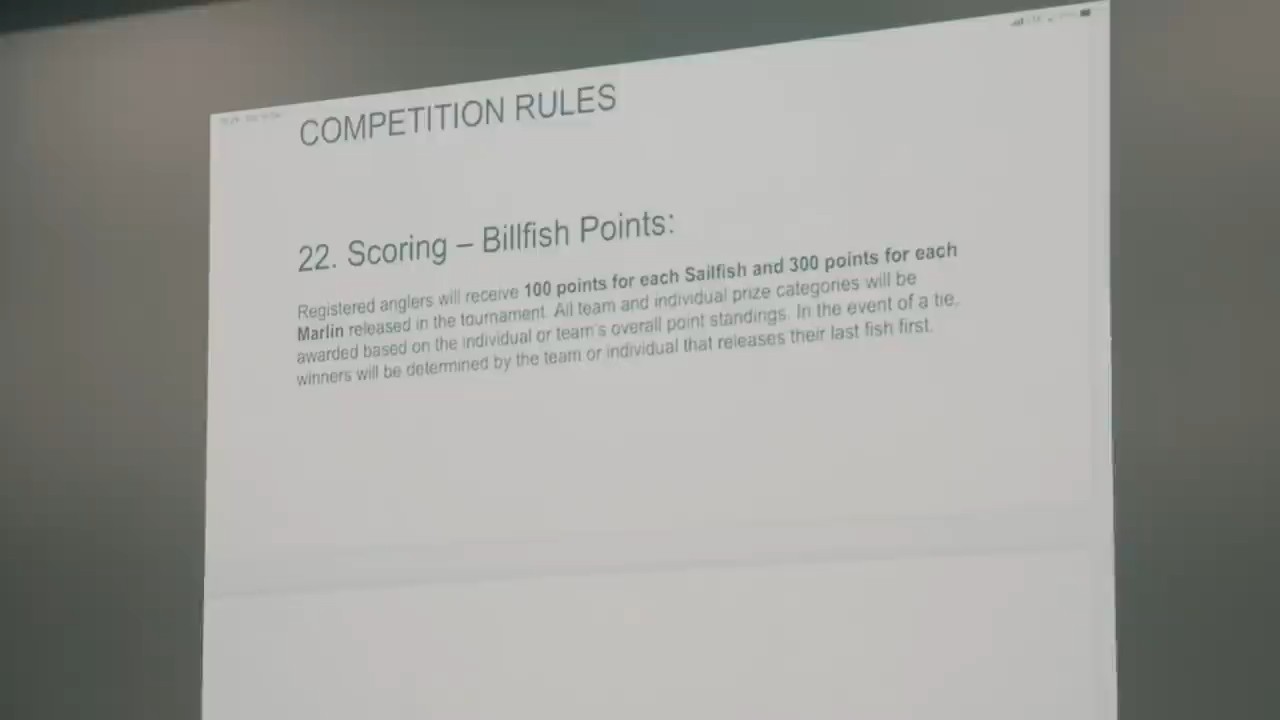 COMPETITION RULES
22. Scoring – Billfish Points:
Registered anglers will receive 100 points for each Sailfish and 300 points for each
Marlin released in the tournament. All team and individual prize categories will be
awarded based on the individual or team's overall point standings. In the event of a tie,
winners will be determined by the team or individual that releases their last fish first.